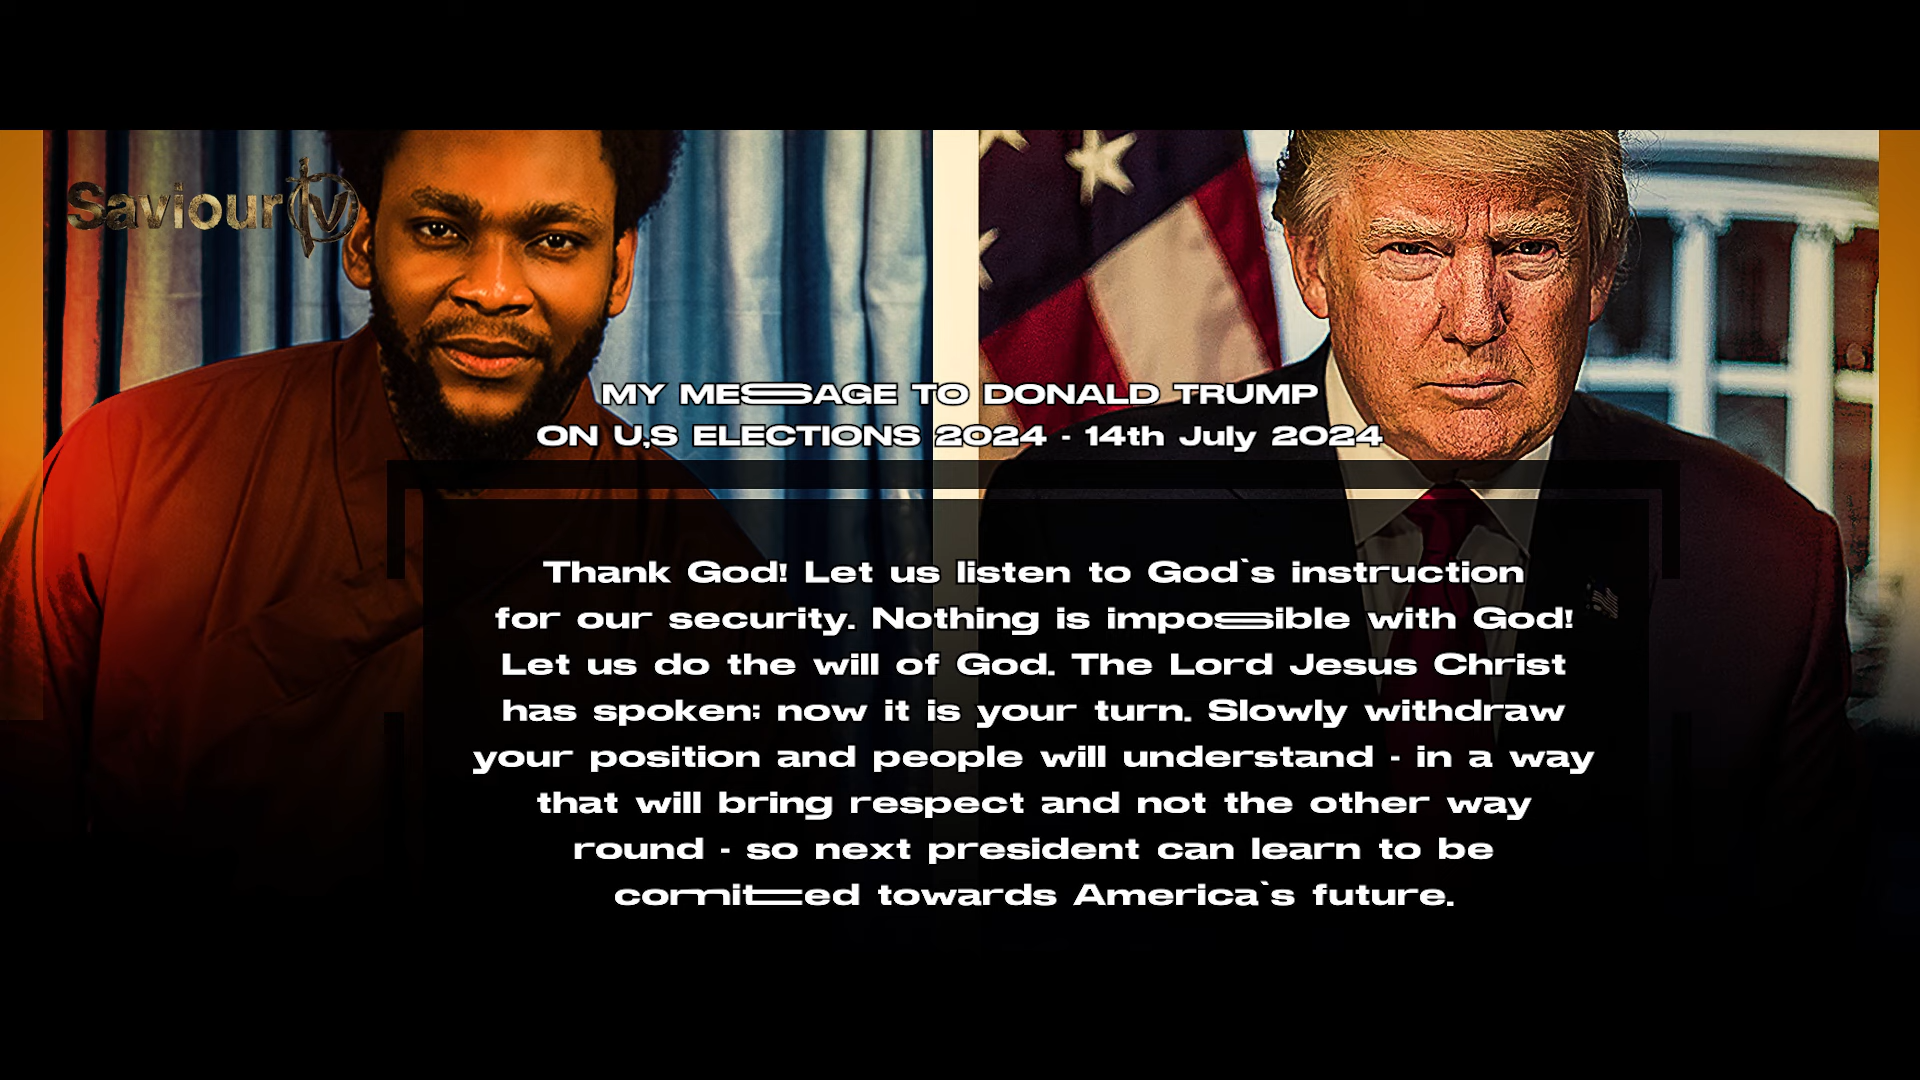 Saviour tv
MY MESSAGE TO DONALD TRUMP
ON U,S ELECTIONS 2024 - 14th July 2024
Thank God! Let us listen to God`s instruction
for our security. Nothing is impossible with God!
Let us do the will of God. The Lord Jesus Christ
has spoken; now it is your turn. Slowly withdraw
your position and people will understand - in a way
that will bring respect and not the other way
round - so next president can learn to be
comitted towards America`s future.